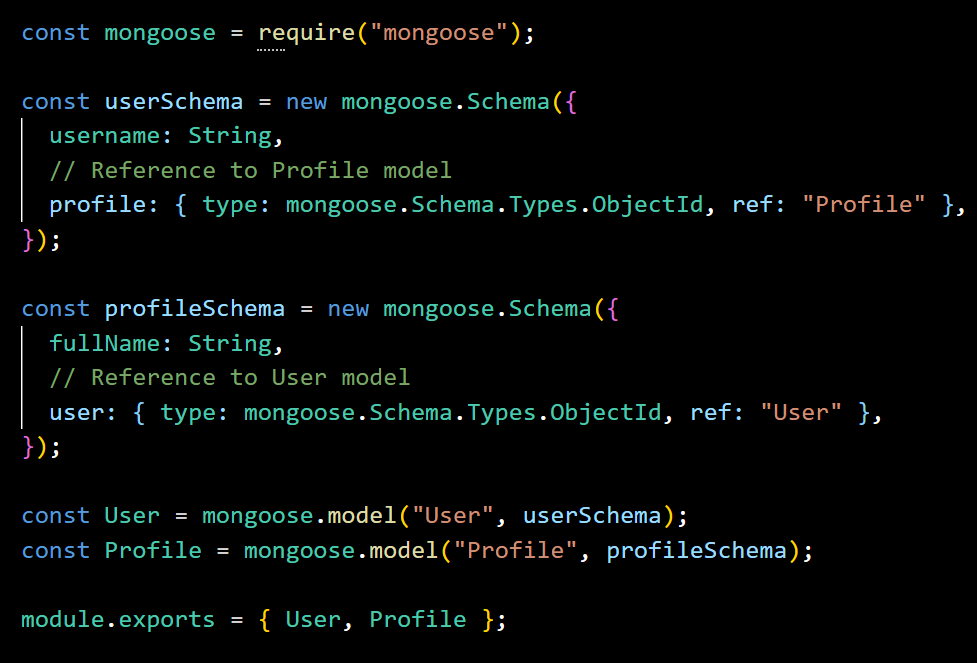 const mongoose = require("mongoose");
const userSchema = new mongoose.Schema({
  username: String,
  // Reference to Profile model
  profile: { type: mongoose.Schema.Types.ObjectId, ref: "Profile" },
});
const profileSchema = new mongoose.Schema({
  fullName: String,
  // Reference to User model
  user: { type: mongoose.Schema.Types.ObjectId, ref: "User" },
});
const User = mongoose.model("User", userSchema);
const Profile = mongoose.model("Profile", profileSchema);
module.exports = { User, Profile };